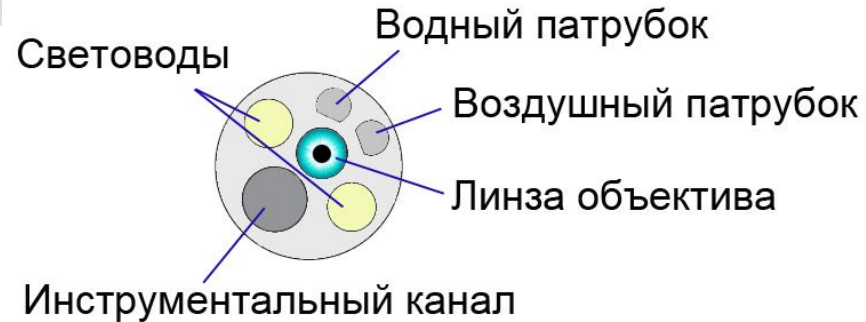 Водный патрубок
Световоды
Воздушный патрубок
Линза объектива
Инструментальный канал